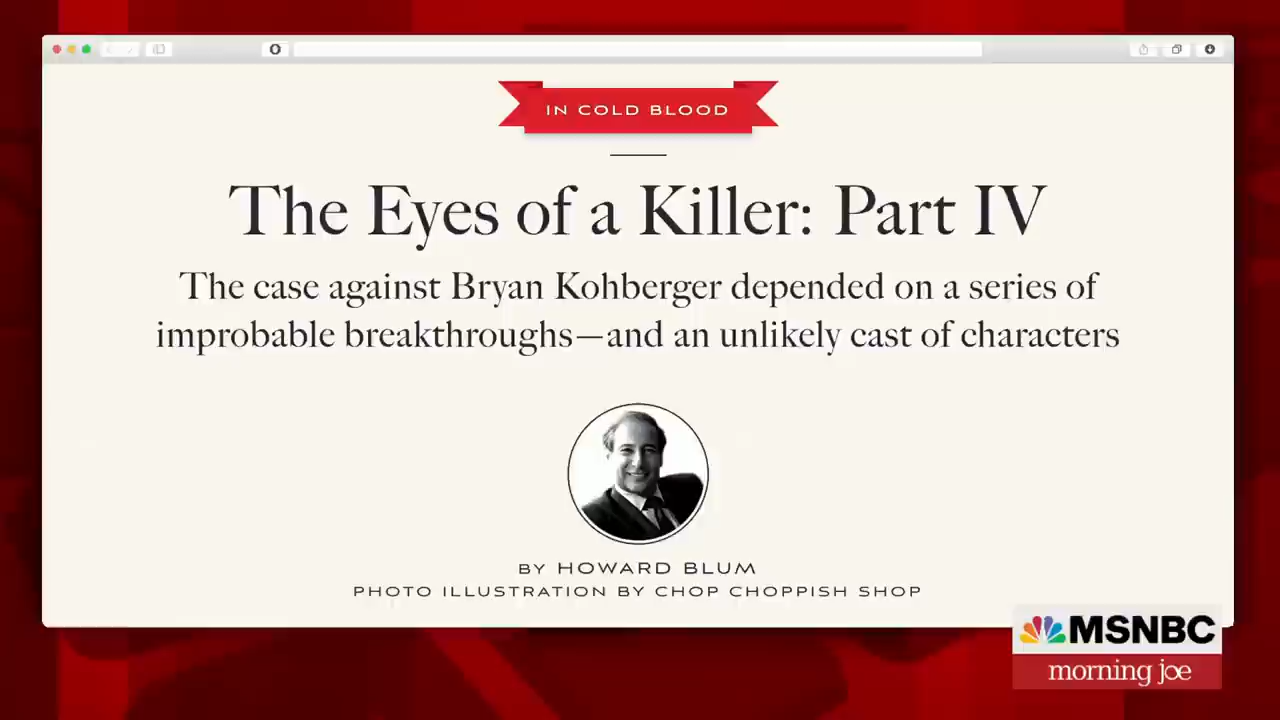 IN COLD BLOOD
The Eyes of a Killer: Part IV
The case against Bryan Kohberger depended on a series of
improbable breakthroughs—and an unlikely cast of characters
BY HOWARD BLUM
PHOTO ILLUSTRATION BY CHOP CHOPPISH SHOP
MSNBC
morning joe